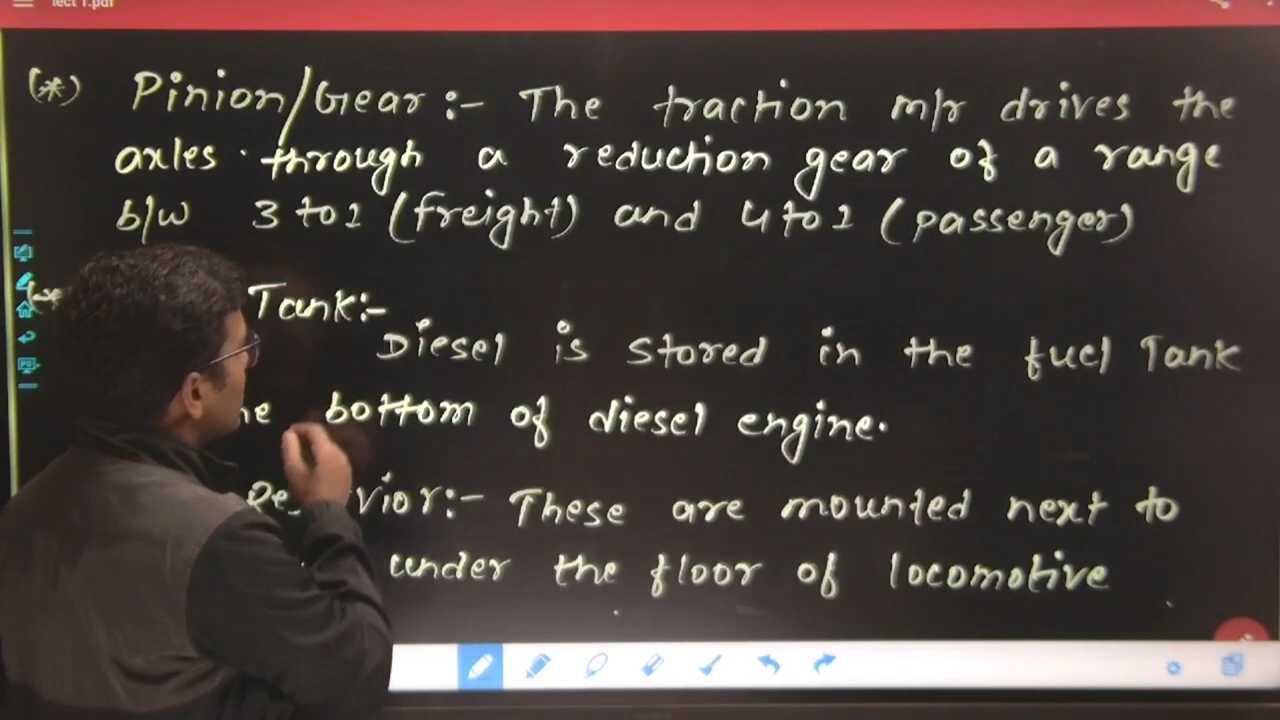 lect 1.pdf
(*) Pinion/Gear :- The traction m/r drives the
axles through a reduction gear of a range
b/w 3 to 1 (freight) and 4 to 1 (passenger)
Tank:-
Diesel is stored in the fuel Tank
bottom of diesel engine.
These are mounted next to
under the floor of locomotive